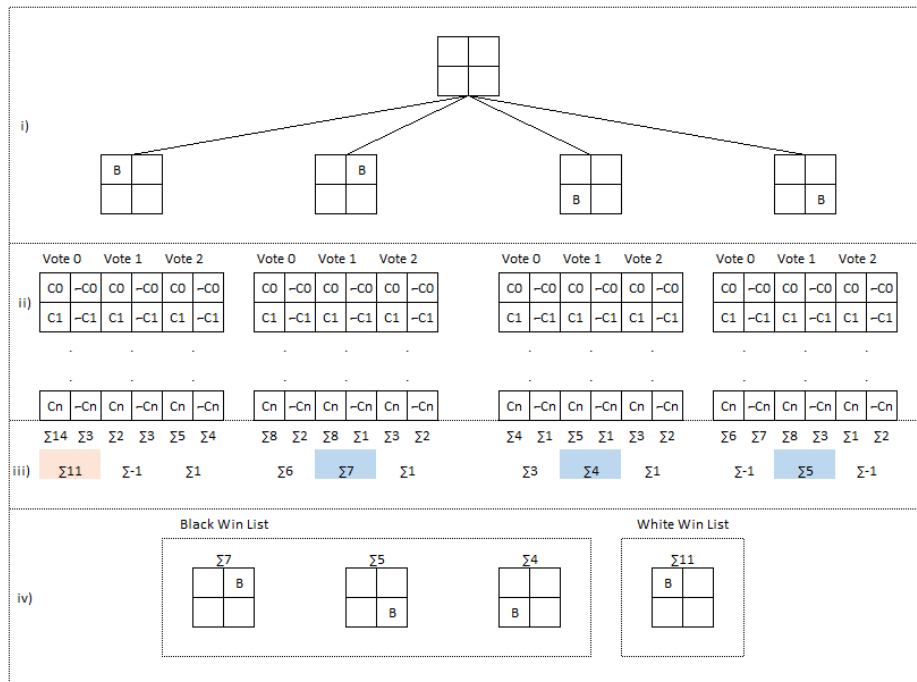 i)
B B B B
Vote 0 Vote 1 Vote 2 Vote 0 Vote 1 Vote 2 Vote 0 Vote 1 Vote 2 Vote 0 Vote 1 Vote 2
ii)
C0 ¬C0 C0 ¬C0 C0 ¬C0 C0 ¬C0 C0 ¬C0 C0 ¬C0 C0 ¬C0 C0 ¬C0 C0 ¬C0 C0 ¬C0 C0 ¬C0 C0 ¬C0
C1 ¬C1 C1 ¬C1 C1 ¬C1 C1 ¬C1 C1 ¬C1 C1 ¬C1 C1 ¬C1 C1 ¬C1 C1 ¬C1 C1 ¬C1 C1 ¬C1 C1 ¬C1
. . . . . . . . . . . .
. . . . . . . . . . . .
Cn ¬Cn Cn ¬Cn Cn ¬Cn Cn ¬Cn Cn ¬Cn Cn ¬Cn Cn ¬Cn Cn ¬Cn Cn ¬Cn Cn ¬Cn Cn ¬Cn Cn ¬Cn
∑14 ∑3 ∑2 ∑3 ∑5 ∑4 ∑8 ∑2 ∑8 ∑1 ∑3 ∑2 ∑4 ∑1 ∑5 ∑1 ∑3 ∑2 ∑6 ∑7 ∑8 ∑3 ∑1 ∑2
iii) ∑11 ∑-1 ∑1 ∑6 ∑7 ∑1 ∑3 ∑4 ∑1 ∑-1 ∑5 ∑-1
Black Win List White Win List
∑7 ∑5 ∑4 ∑11
B B
iv)
B B